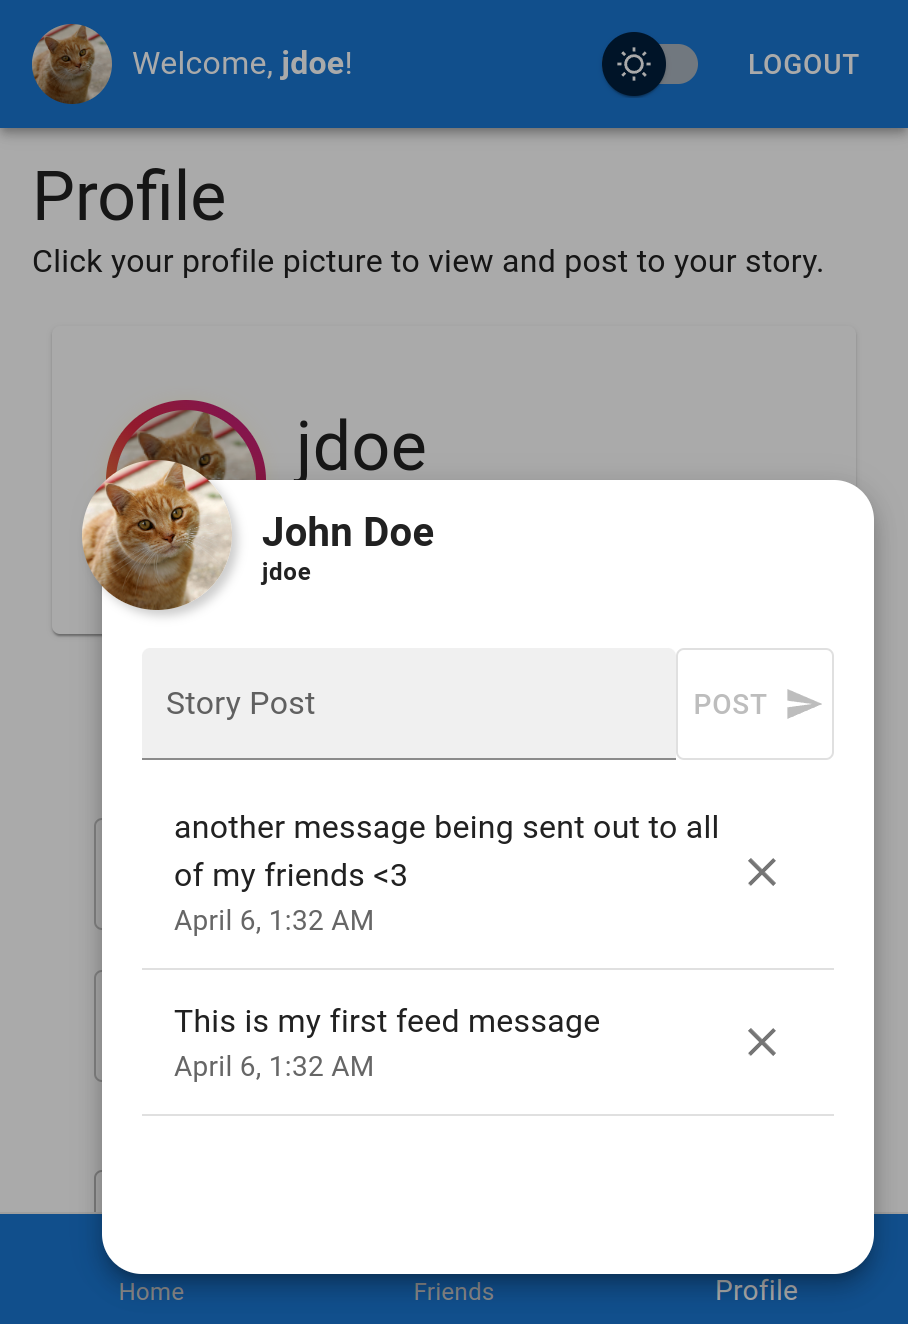 Welcome, jdoe!
LOGOUT
Profile
Click your profile picture to view and post to your story.
jdoe
John Doe
jdoe
Story Post
POST
another message being sent out to all
of my friends <3
April 6, 1:32 AM
This is my first feed message
April 6, 1:32 AM
Home
Friends
Profile